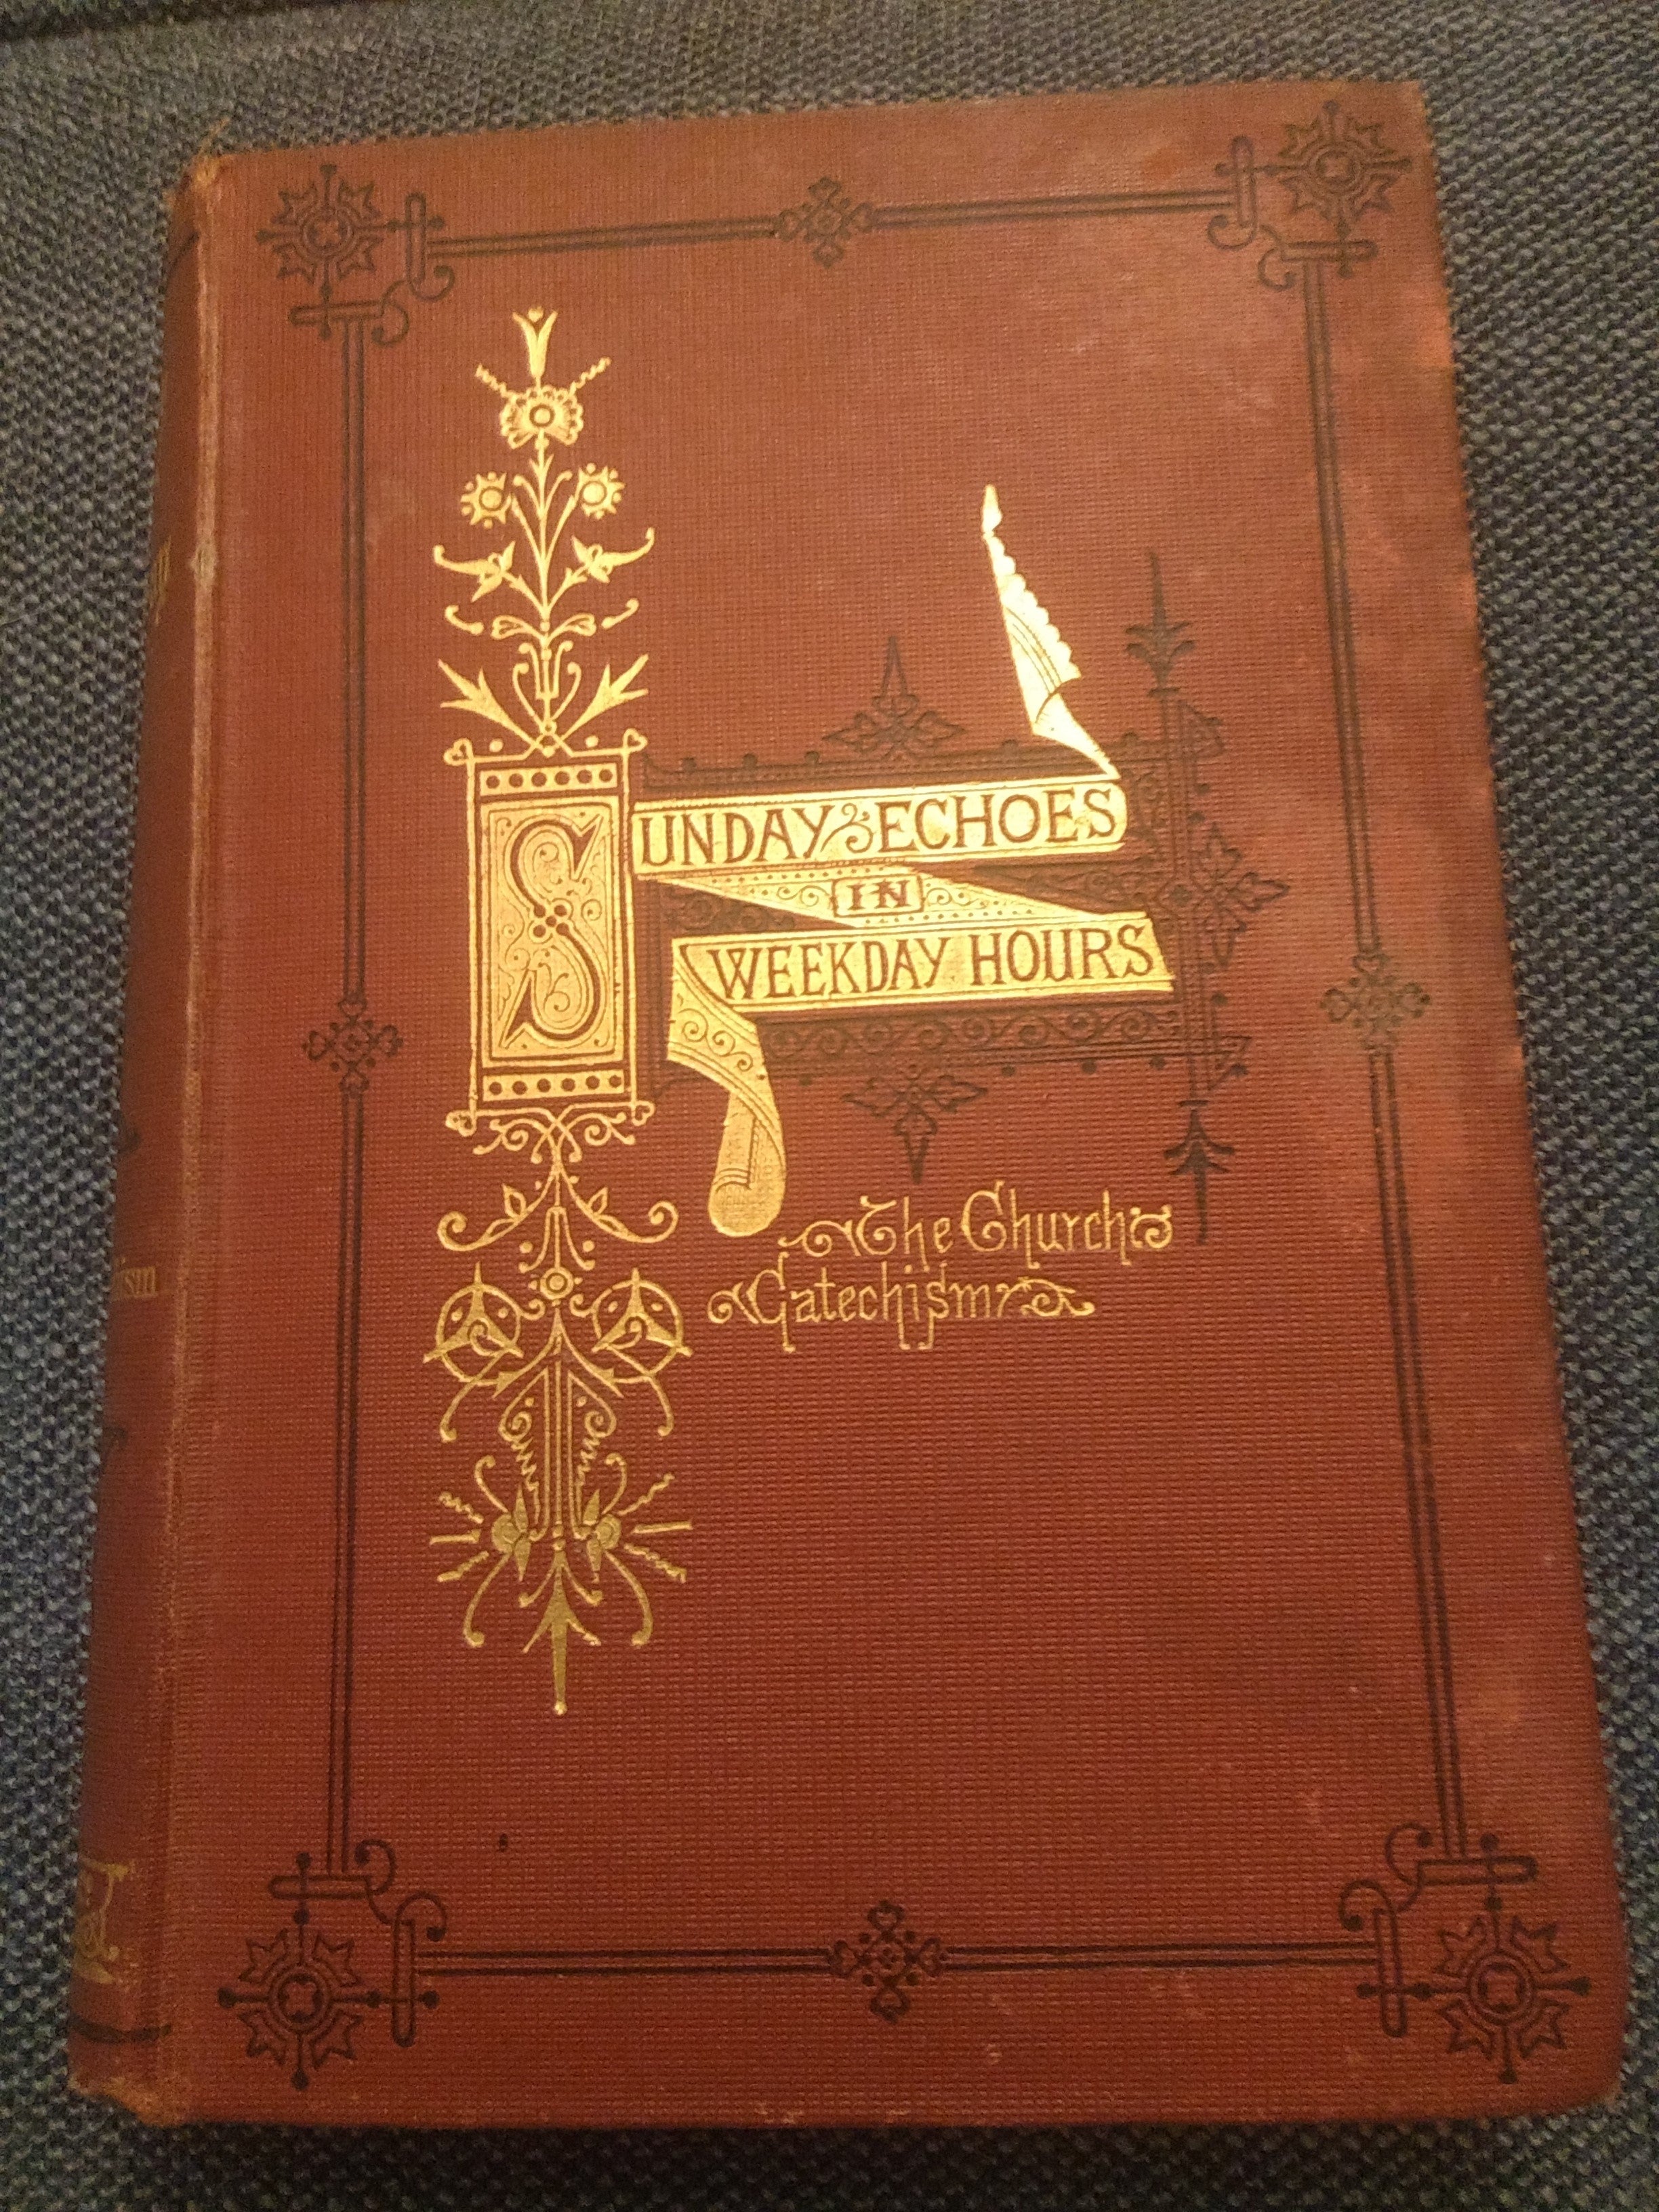 SUNDAY ECHOES
IN
WEEKDAY HOURS
The Church
Catechism